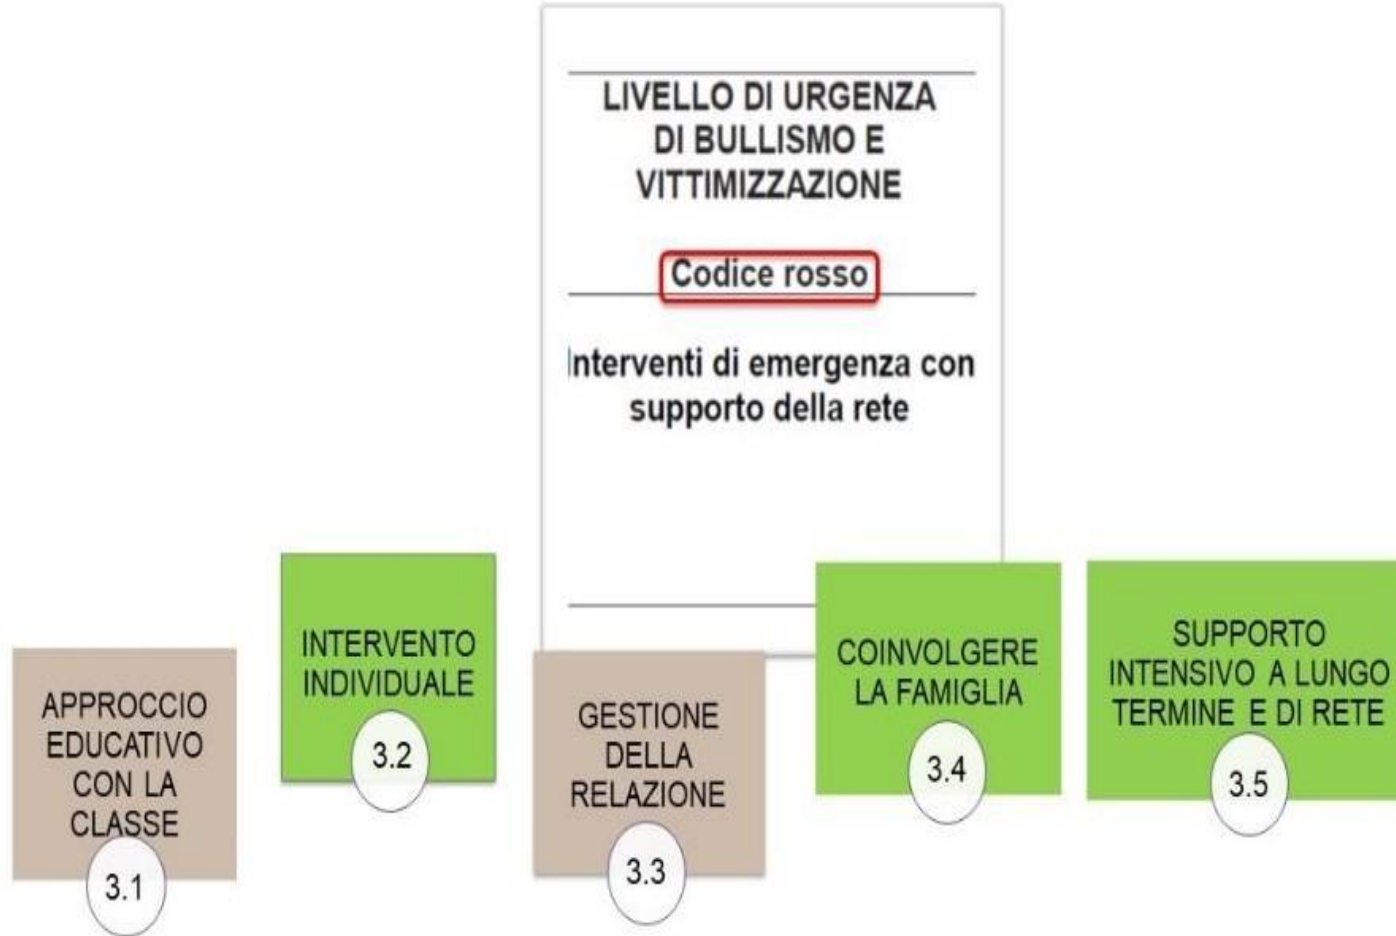 LIVELLO DI URGENZA
DI BULLISMO E
VITTIMIZZAZIONE
Codice rosso
Interventi di emergenza con
supporto della rete
APPROCCIO
EDUCATIVO
CON LA
CLASSE
3.1
INTERVENTO
INDIVIDUALE
3.2
GESTIONE
DELLA
RELAZIONE
3.3
COINVOLGERE
LA FAMIGLIA
3.4
SUPPORTO
INTENSIVO A LUNGO
TERMINE E DI RETE
3.5